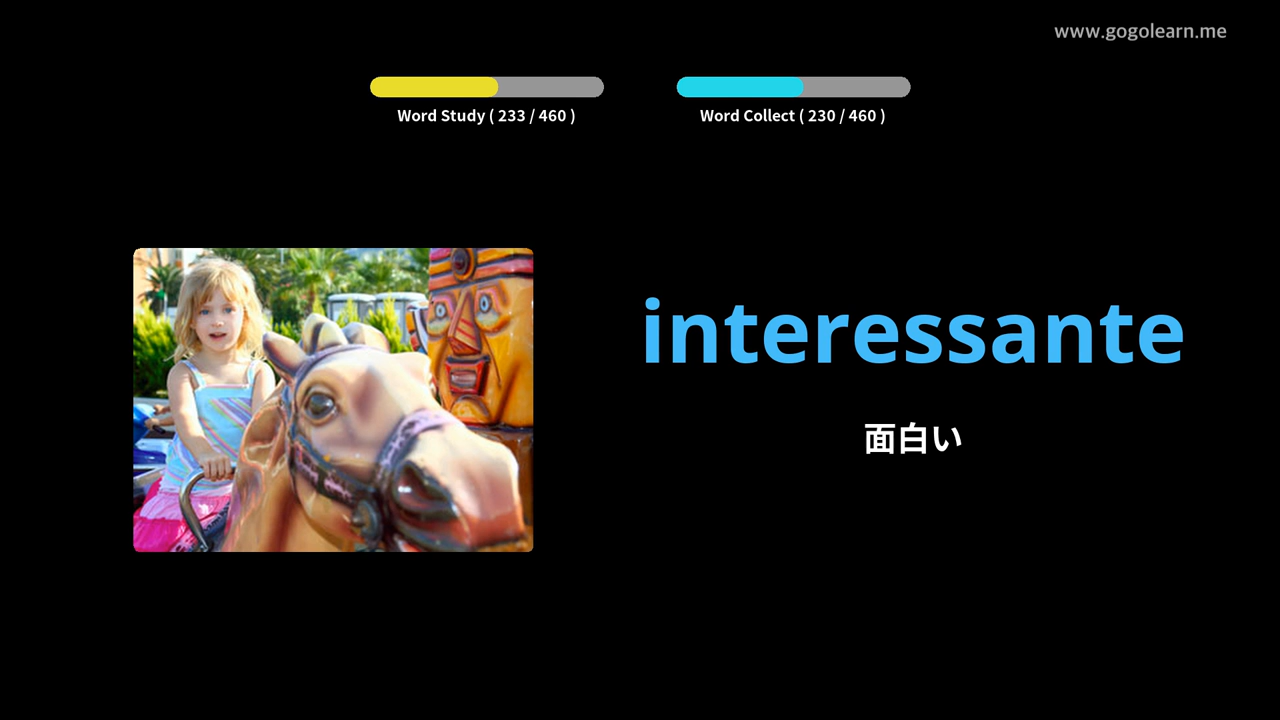 www.gogolearn.me
Word Study ( 233 / 460 )
Word Collect ( 230 / 460 )
interessante
面白い